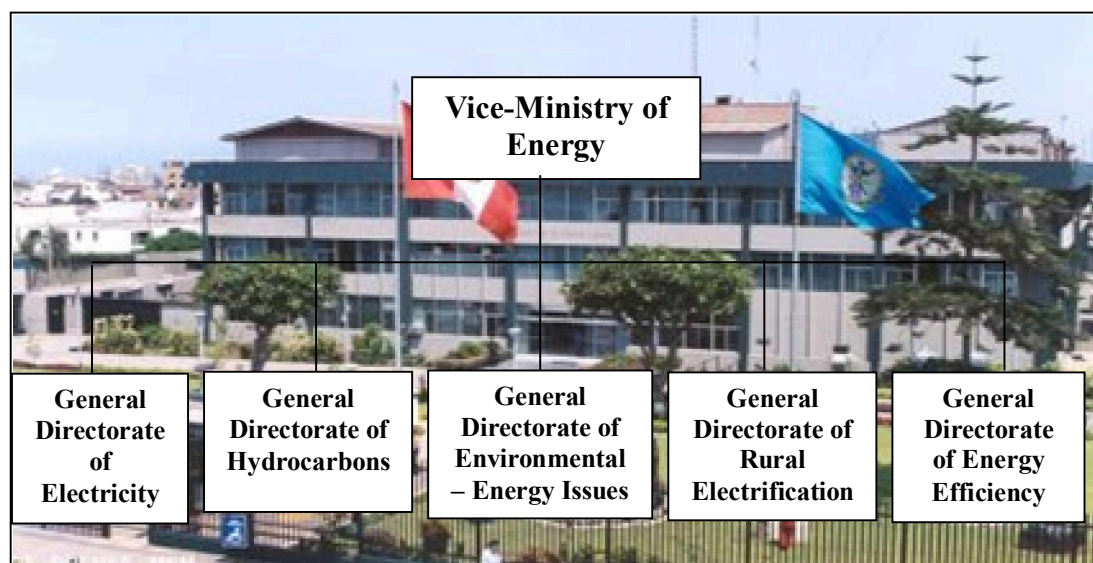 Vice-Ministry of
Energy
General
Directorate
of
Electricity
General
Directorate of
Hydrocarbons
General
Directorate of
Environmental
– Energy Issues
General
Directorate of
Rural
Electrification
General
Directorate
of Energy
Efficiency